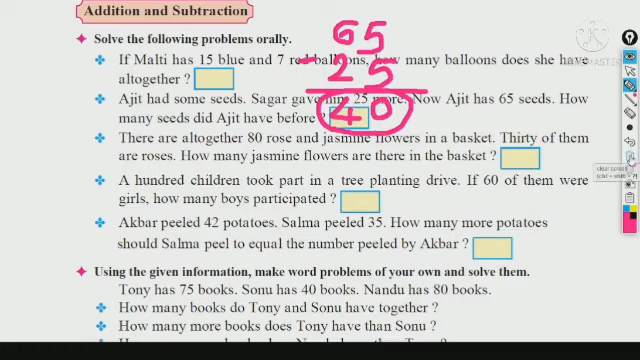 Addition and Subtraction
Solve the following problems orally.
If Malti has 15 blue and 7 red balloons, how many balloons does she have
altogether ?
65
- 25
40
Ajit had some seeds. Sagar gave him 25 more. Now Ajit has 65 seeds. How
many seeds did Ajit have before ?
There are altogether 80 rose and jasmine flowers in a basket. Thirty of them
are roses. How many jasmine flowers are there in the basket ?
A hundred children took part in a tree planting drive. If 60 of them were
girls, how many boys participated ?
Akbar peeled 42 potatoes. Salma peeled 35. How many more potatoes
should Salma peel to equal the number peeled by Akbar ?
Using the given information, make word problems of your own and solve them.
Tony has 75 books. Sonu has 40 books. Nandu has 80 books.
How many books do Tony and Sonu have together ?
How many more books does Tony have than Sonu ?